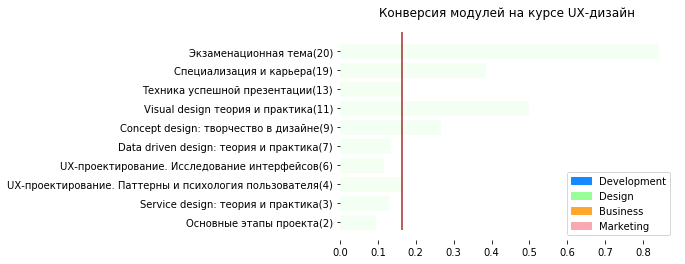 Конверсия модулей на курсе UX-дизайн
Экзаменационная тема(20)
Специализация и карьера(19)
Техника успешной презентации(13)
Visual design теория и практика(11)
Concept design: творчество в дизайне(9)
Data driven design: теория и практика(7)
UX-проектирование. Исследование интерфейсов(6)
UX-проектирование. Паттерны и психология пользователя(4)
Service design: теория и практика(3)
Основные этапы проекта(2)
Development
Design
Business
Marketing
0.0 0.1 0.2 0.3 0.4 0.5 0.6 0.7 0.8